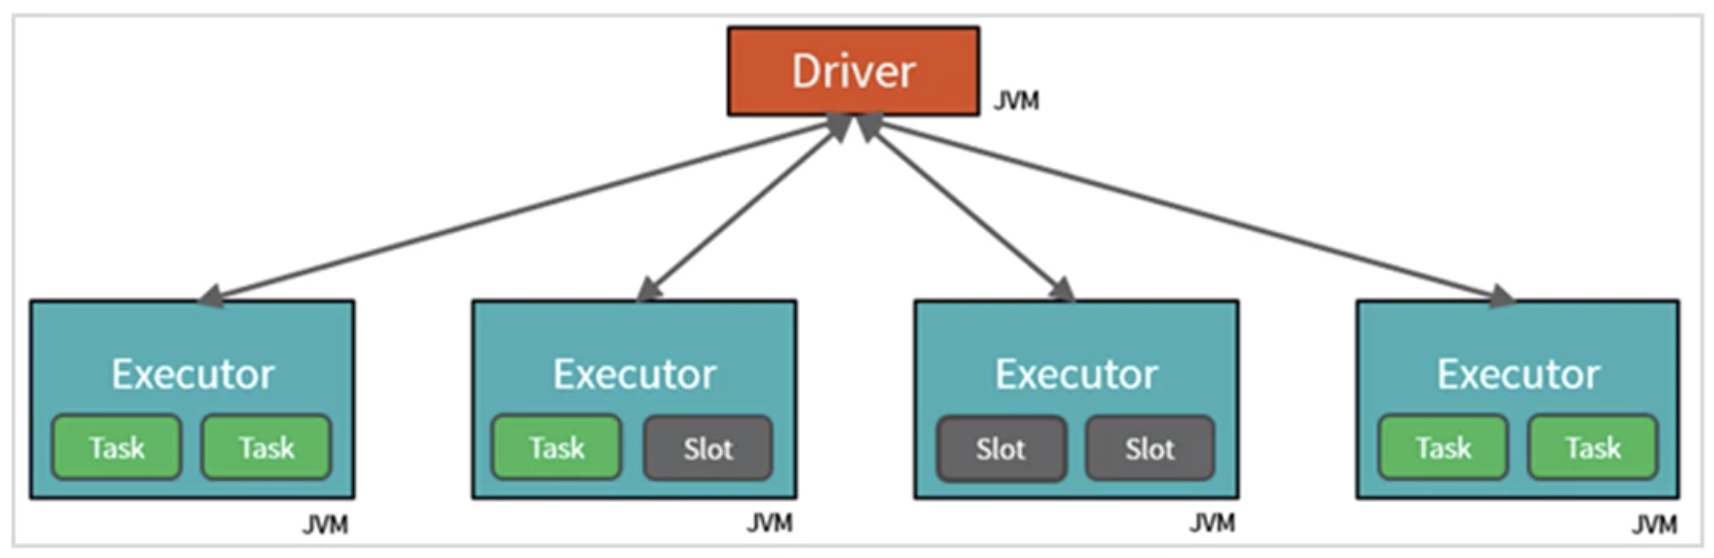 Driver
JVM
Executor
Executor
Executor
Executor
Task Task
Task Slot
Slot Slot
Task Task
JVM
JVM
JVM
JVM